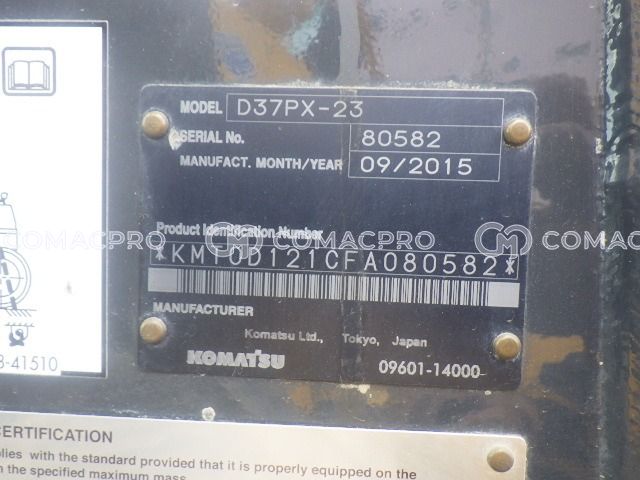 MODEL D37PX-23
SERIAL No. 80582
MANUFACT. MONTH/YEAR 09/2015
Product Identification Number
COMACPRO COMACPRO COMACPRO
*KMT0D121CFA080582*
MANUFACTURER
Komatsu Ltd., Tokyo, Japan
KOMATSU 09601-14000
-41510
CERTIFICATION
with the standard provided that it is properly equipped on the
the specified maximum mass